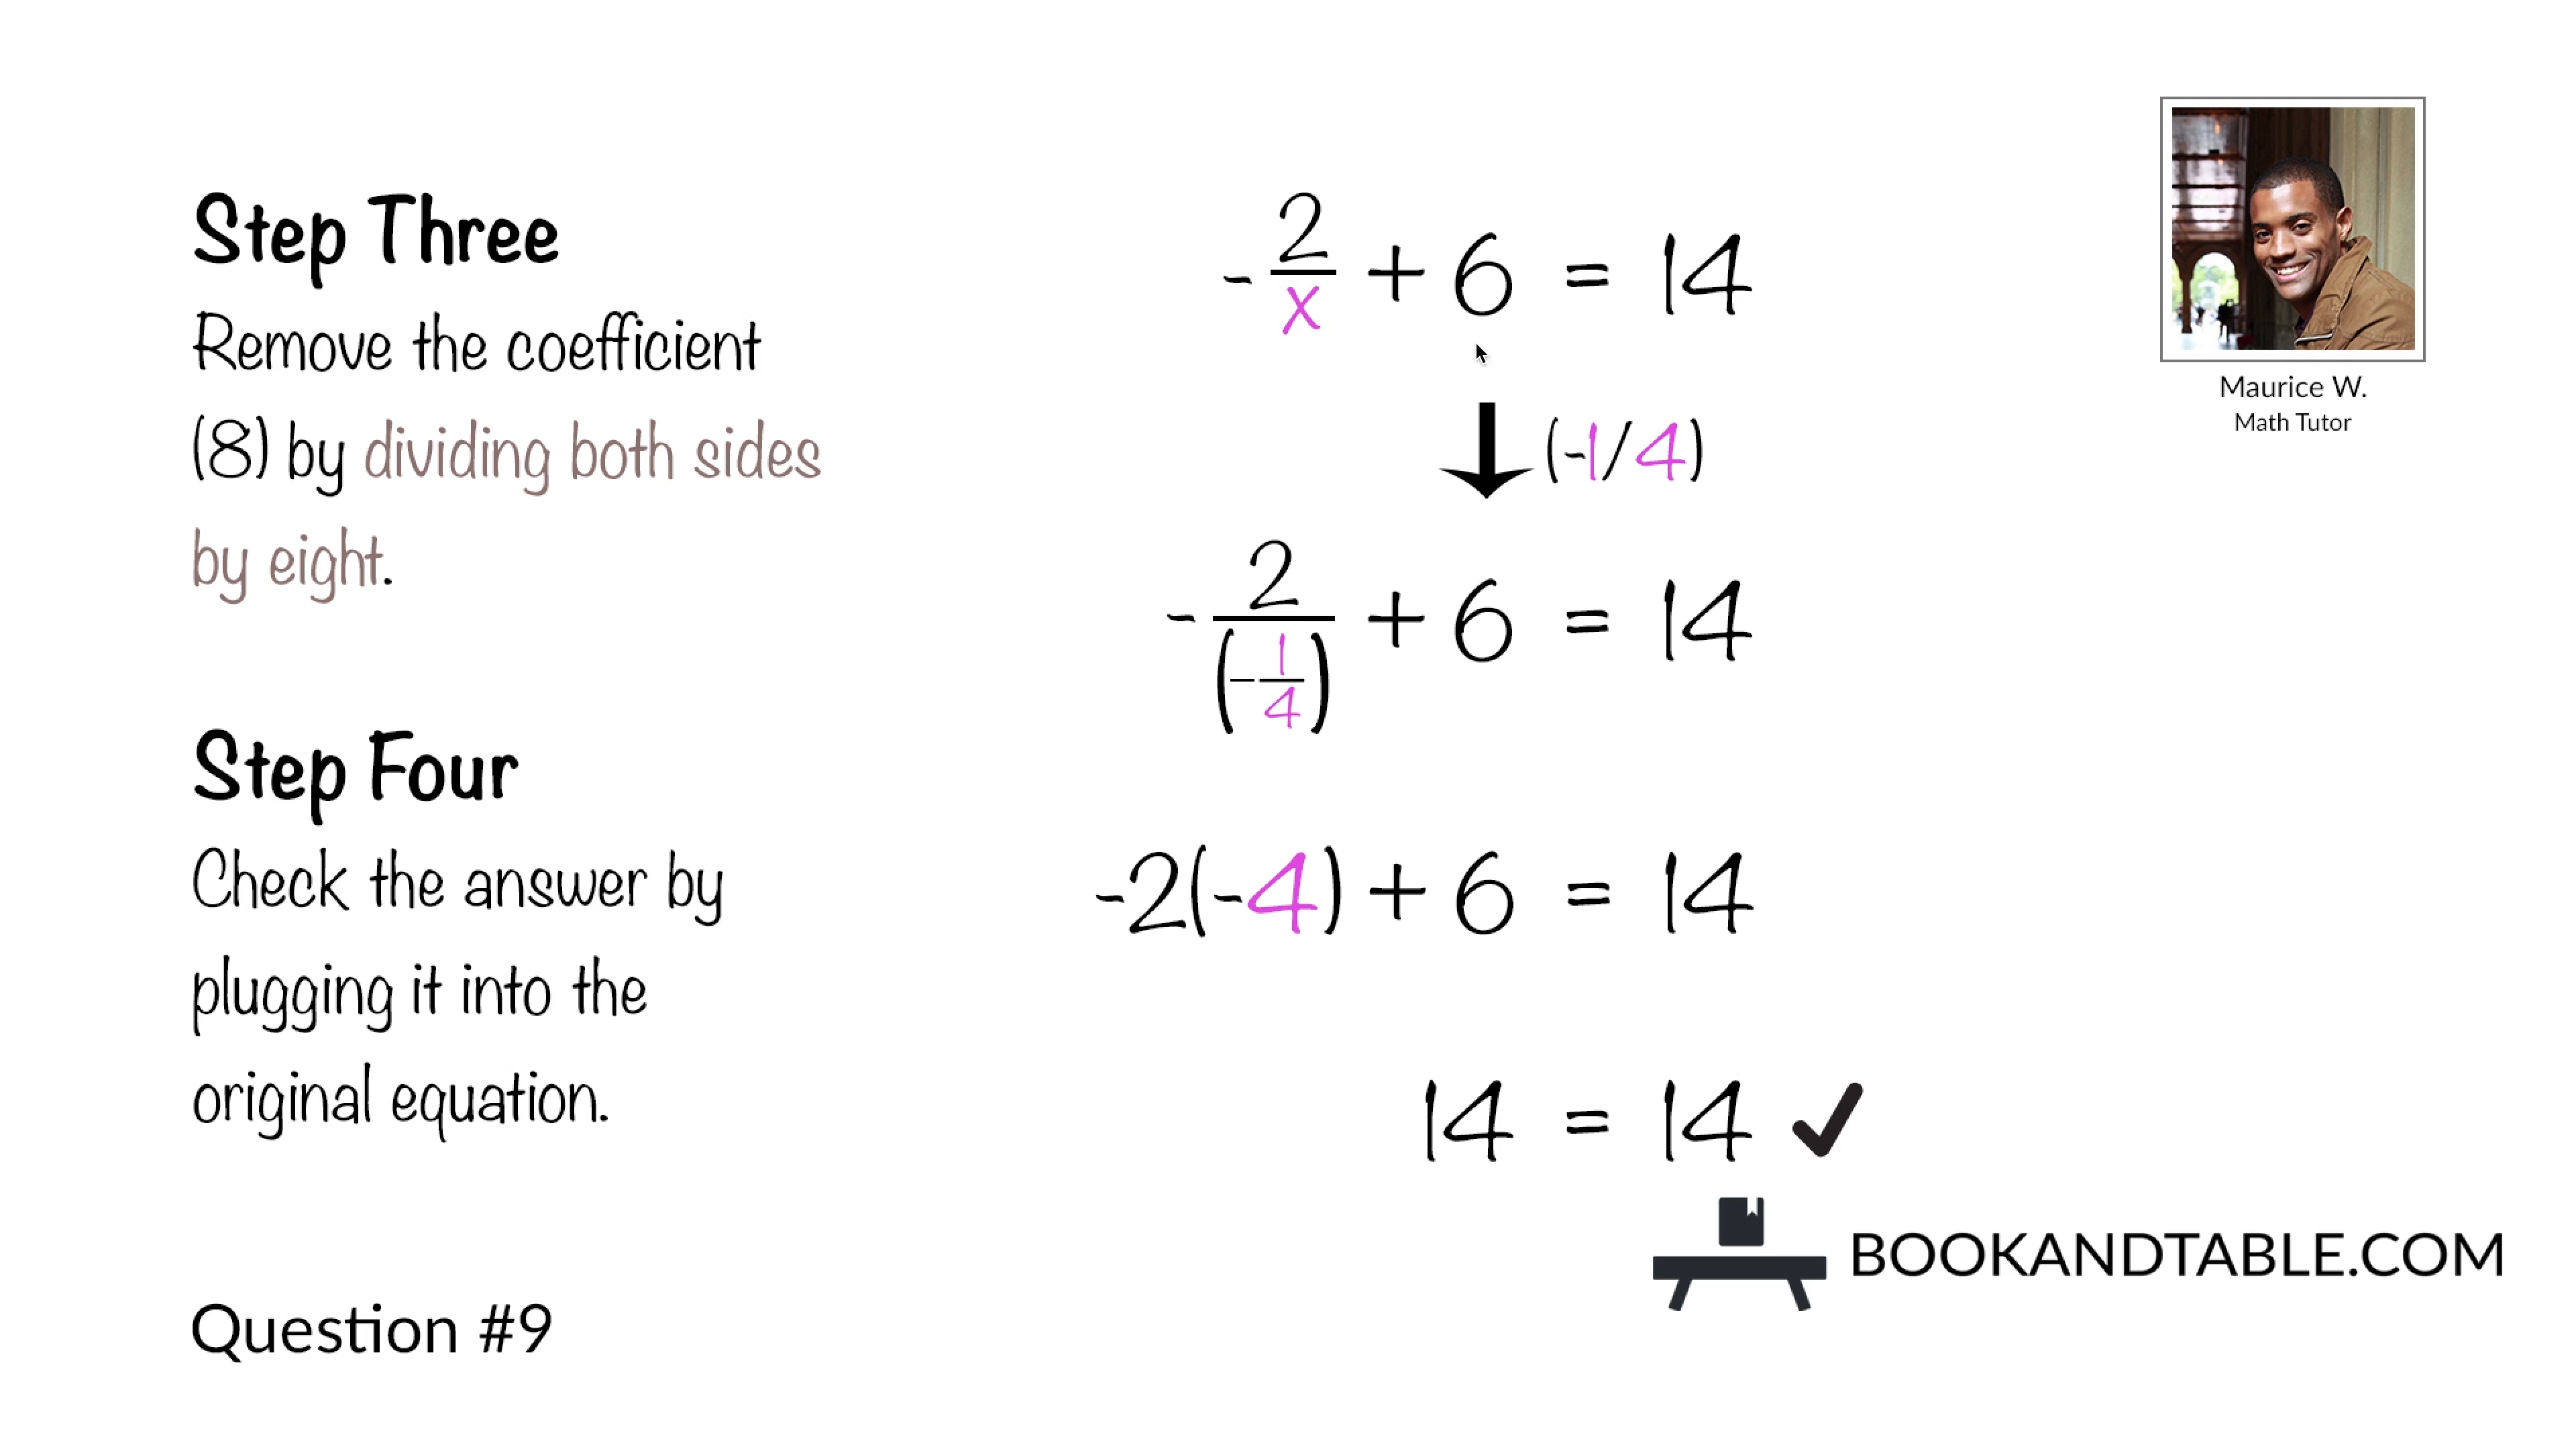 Step Three
Remove the coefficient
(8) by dividing both sides
by eight.
Step Four
Check the answer by
plugging it into the
original equation.
Question #9
-2/x + 6 = 14
(-1/4)
-2/(-1/4) + 6 = 14
-2(-4) + 6 = 14
14 = 14 ✓
Maurice W.
Math Tutor
BOOKANDTABLE.COM